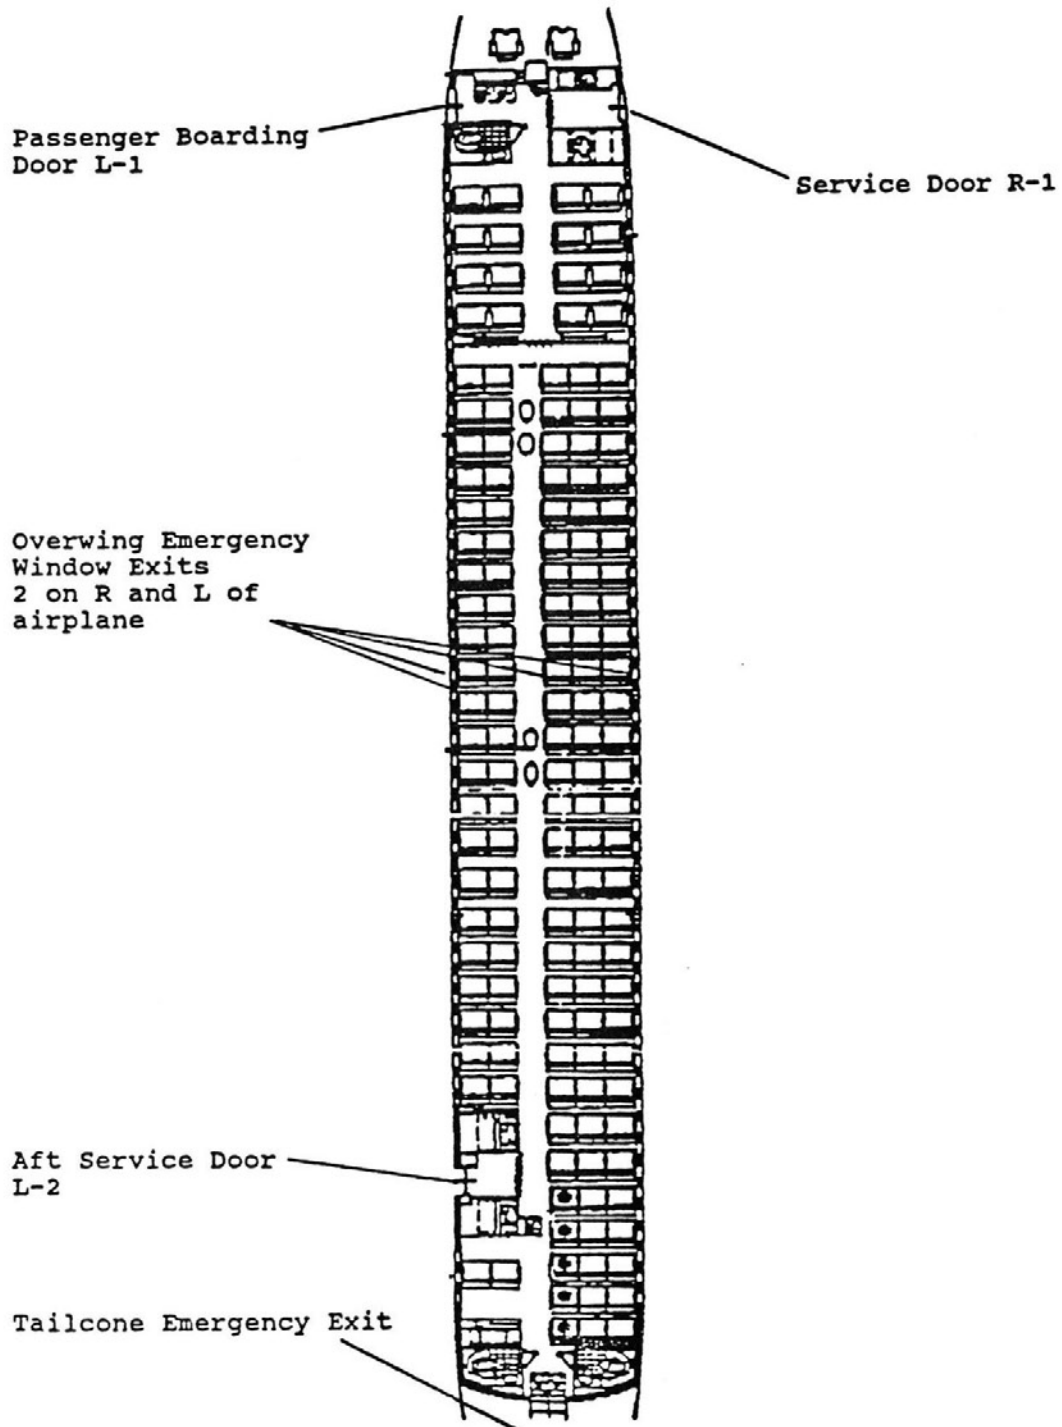 Passenger Boarding
Door L-1
Service Door R-1
Overwing Emergency
Window Exits
2 on R and L of
airplane
Aft Service Door
L-2
Tailcone Emergency Exit